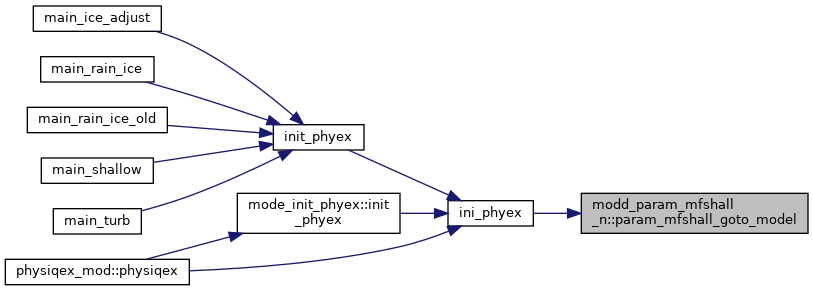 main_ice_adjust
main_rain_ice
main_rain_ice_old
main_shallow
main_turb
physiqex_mod::physiqex
init_phyex
mode_init_phyex::init
_phyex
ini_phyex
modd_param_mfshall
_n::param_mfshall_goto_model